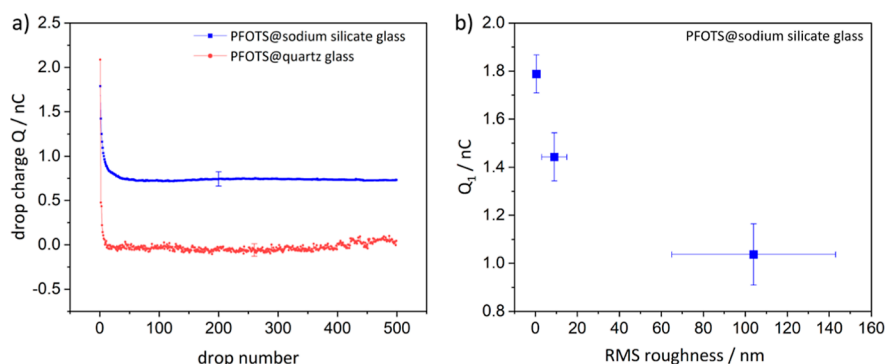 a)
drop charge Q / nC
2.5
2.0
1.5
1.0
0.5
0.0
-0.5
PFOTS@sodium silicate glass
PFOTS@quartz glass
0 100 200 300 400 500
drop number
b)
Q₁ / nC
1.8
1.6
1.4
1.2
1.0
0.8
PFOTS@sodium silicate glass
0 20 40 60 80 100 120 140 160
RMS roughness / nm